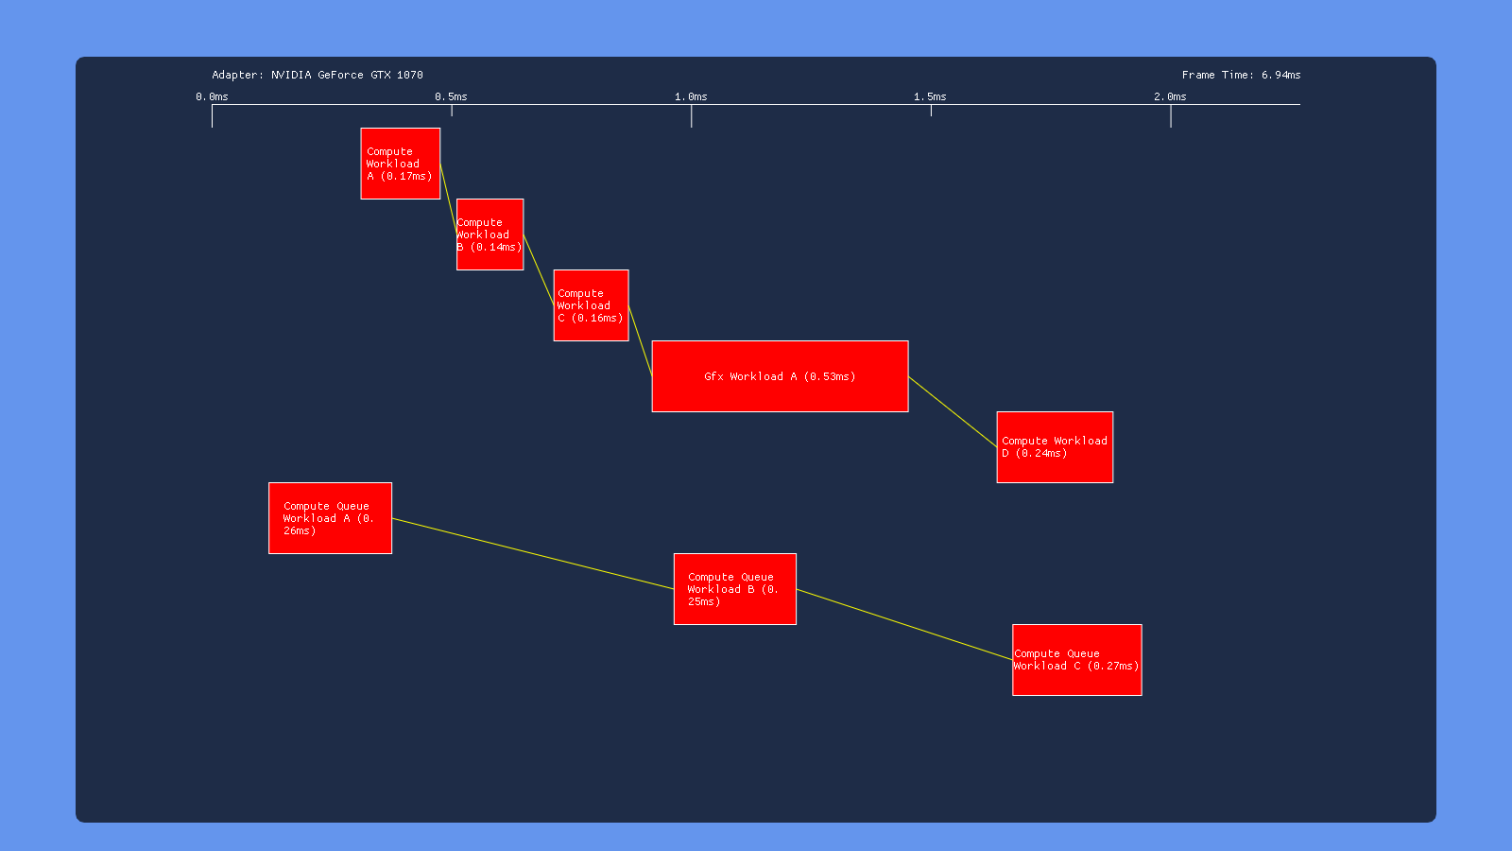 Adapter: NVIDIA GeForce GTX 1070
Frame Time: 6.94ms
0.0ms
0.5ms
1.0ms
1.5ms
2.0ms
Compute
Workload
A (0.17ms)
Compute
Workload
B (0.14ms)
Compute
Workload
C (0.16ms)
Gfx Workload A (0.53ms)
Compute Workload
D (0.24ms)
Compute Queue
Workload A (0.
26ms)
Compute Queue
Workload B (0.
25ms)
Compute Queue
Workload C (0.27ms)